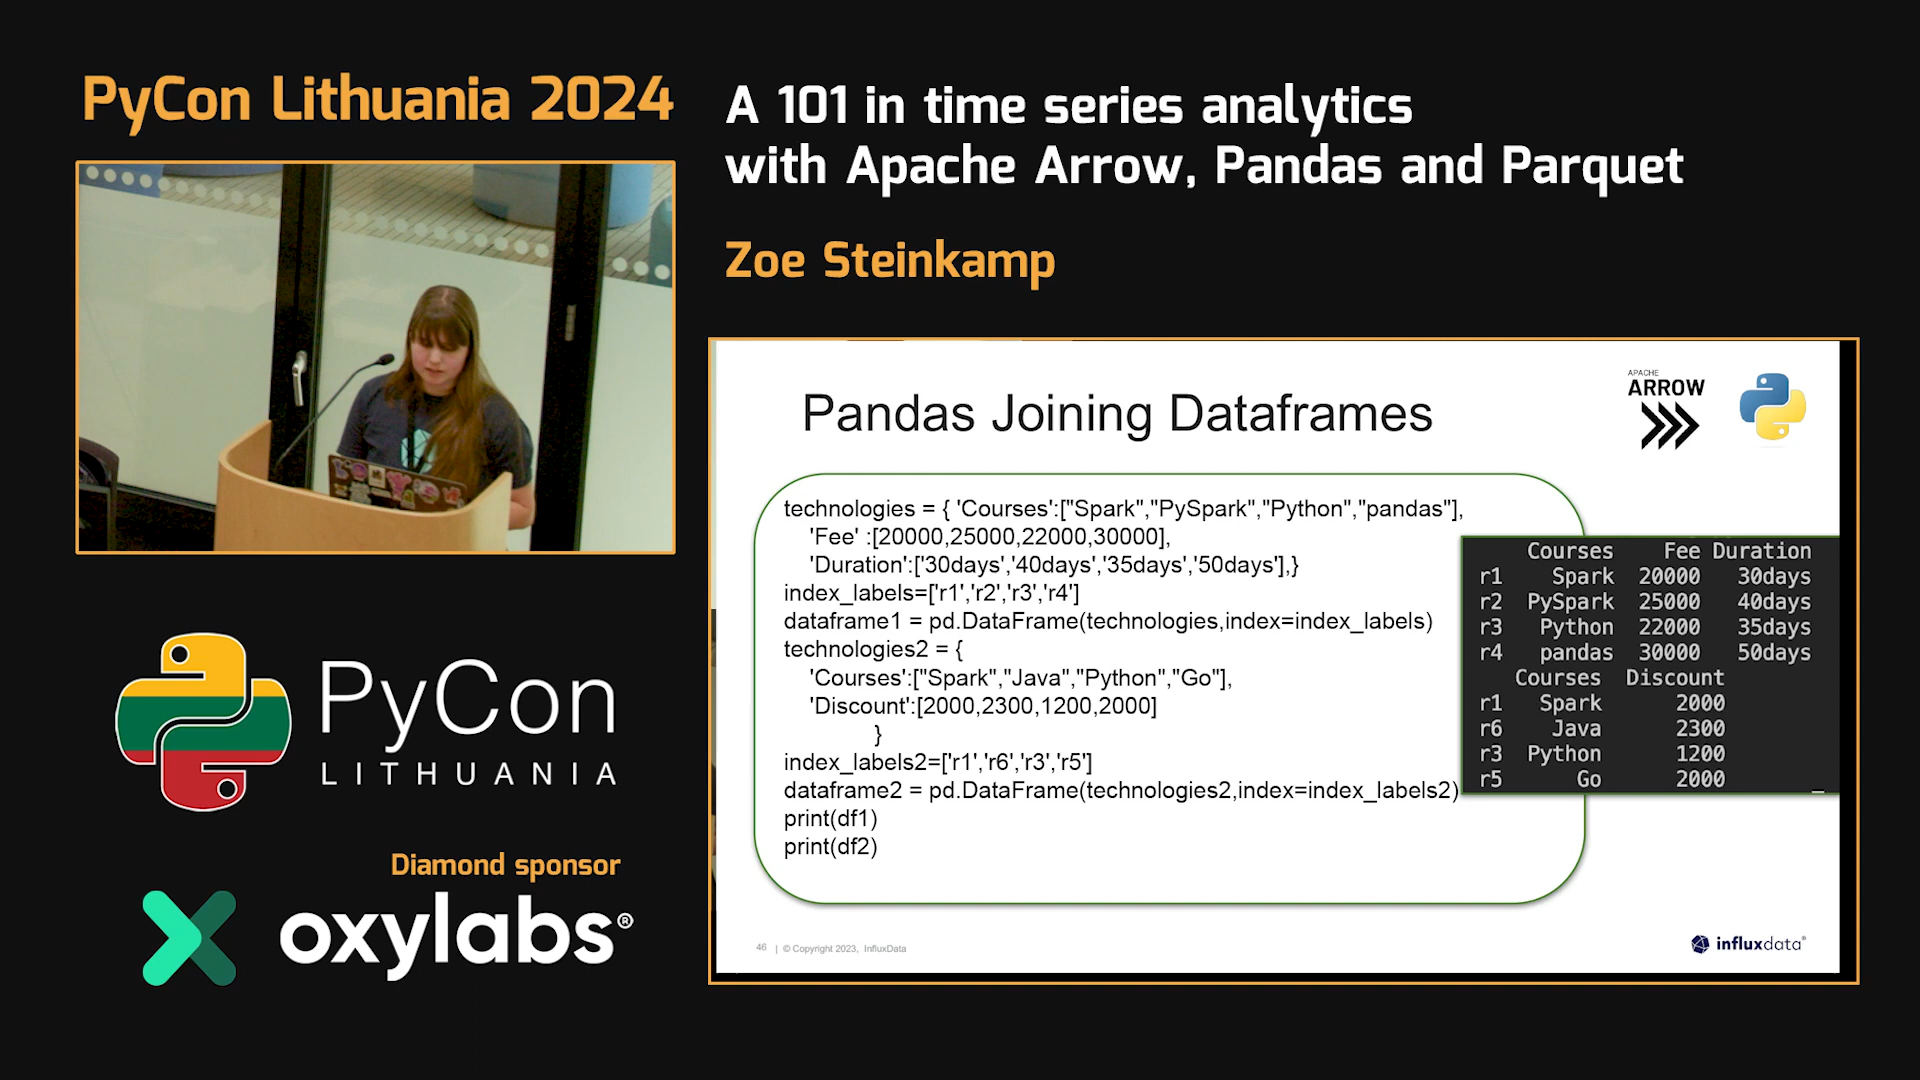 PyCon Lithuania 2024
A 101 in time series analytics
with Apache Arrow, Pandas and Parquet
Zoe Steinkamp
Pandas Joining Dataframes
APACHE
ARROW
technologies = { 'Courses':["Spark","PySpark","Python","pandas"],
'Fee' :[20000,25000,22000,30000],
'Duration':['30days','40days','35days','50days'],}
index_labels=['r1','r2','r3','r4']
dataframe1 = pd.DataFrame(technologies,index=index_labels)
technologies2 = {
'Courses':["Spark","Java","Python","Go"],
'Discount':[2000,2300,1200,2000]
}
index_labels2=['r1','r6','r3','r5']
dataframe2 = pd.DataFrame(technologies2,index=index_labels2)
print(df1)
print(df2)
Courses Fee Duration
r1 Spark 20000 30days
r2 PySpark 25000 40days
r3 Python 22000 35days
r4 pandas 30000 50days
Courses Discount
r1 Spark 2000
r6 Java 2300
r3 Python 1200
r5 Go 2000
46 | © Copyright 2023, InfluxData
influxdata®
PyCon
LITHUANIA
Diamond sponsor
oxylabs®